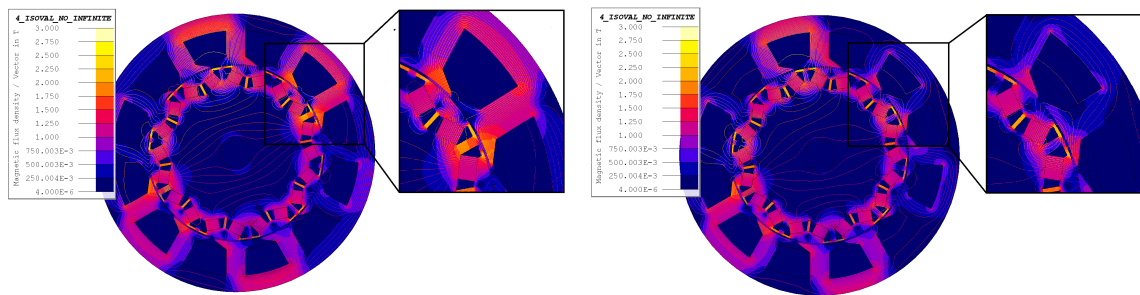 4_ISOVAL_NO_INFINITE
Magnetic flux density / Vector in T
3.000
2.750
2.500
2.250
2.000
1.750
1.500
1.250
1.000
750.003E-3
500.003E-3
250.004E-3
4.000E-6
4_ISOVAL_NO_INFINITE
Magnetic flux density / Vector in T
3.000
2.750
2.500
2.250
2.000
1.750
1.500
1.250
1.000
750.003E-3
500.003E-3
250.004E-3
4.000E-6